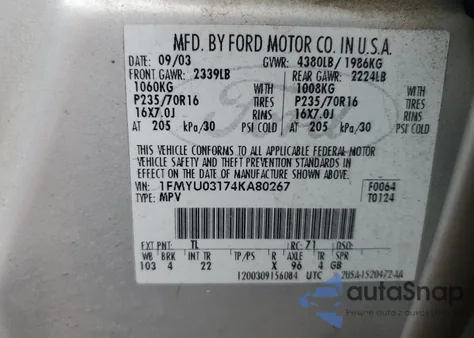 MFD. BY FORD MOTOR CO. IN U.S.A.
DATE: 09/03 GVWR: 4380LB/1986KG
FRONT GAWR: 2339LB REAR GAWR: 2224LB
1060KG WITH 1008KG WITH
P235/70R16 TIRES P235/70R16 TIRES
16X7.0J RIMS 16X7.0J RIMS
AT 205 kPa/30 PSI COLD AT 205 kPa/30 PSI COLD
THIS VEHICLE CONFORMS TO ALL APPLICABLE FEDERAL MOTOR
VEHICLE SAFETY AND THEFT PREVENTION STANDARDS IN
EFFECT ON THE DATE OF MANUFACTURE SHOWN ABOVE.
VIN: 1FMYU03174KA80267 F0064
TYPE: MPV T0124
EXT PNT: TL RC: 71 DSO:
WB BRK INT TR TP/PS R AXLE TR SPR
103 4 22 X 96 4 GB
1200309156084 UTC 2U5A-1520472-AA
Ford
autoSnap